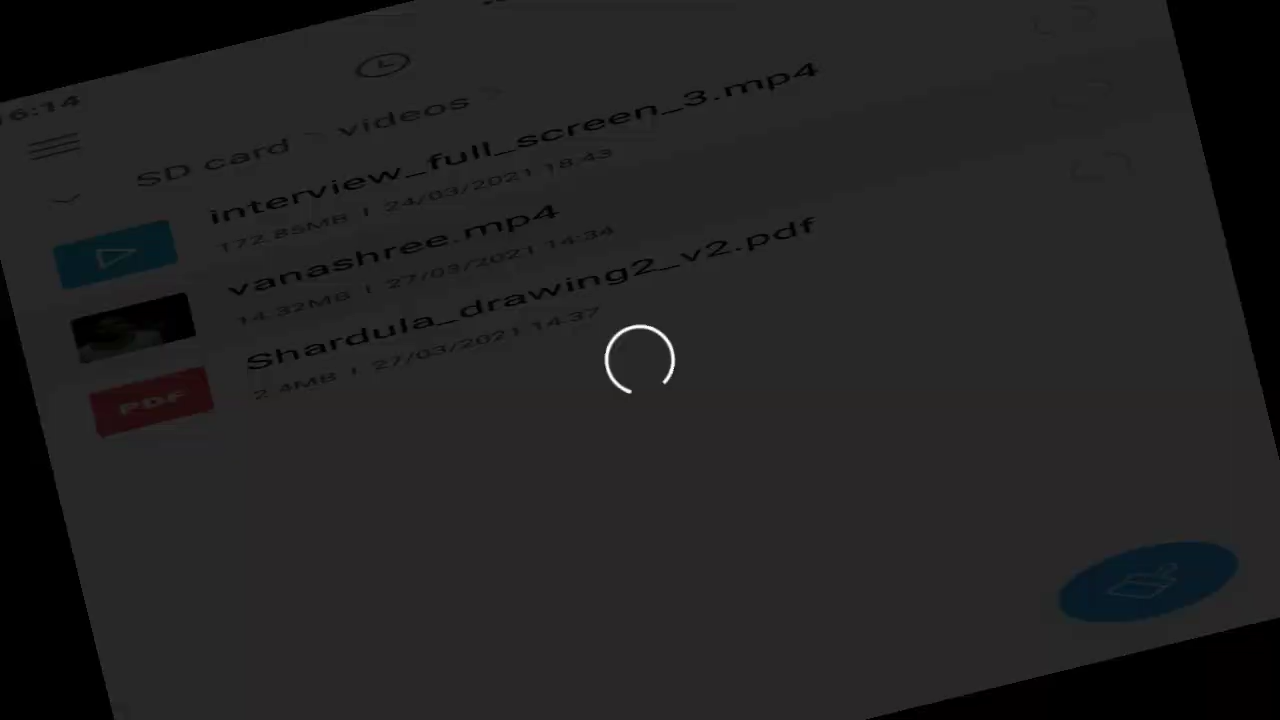 16:14
SD card videos
interview_full_screen_3.mp4
172.85MB | 24/03/2021 18:43
vanashree.mp4
14.32MB | 27/03/2021 14:34
Shardula_drawing2_v2.pdf
2.4MB | 27/03/2021 14:37
PDF